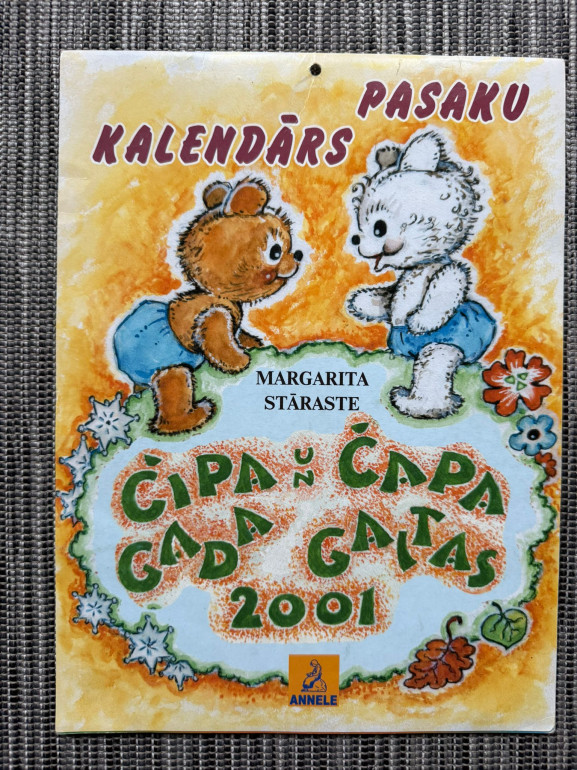 PASAKU
KALENDĀRS
MARGARITA
STĀRASTE
ČIPA UN ČAPA
GADA GAITAS
2001
ANNELE